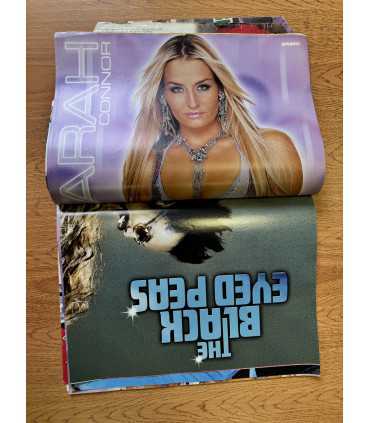 ARAH
CONNOR
THE
BLACK
EYED PEAS